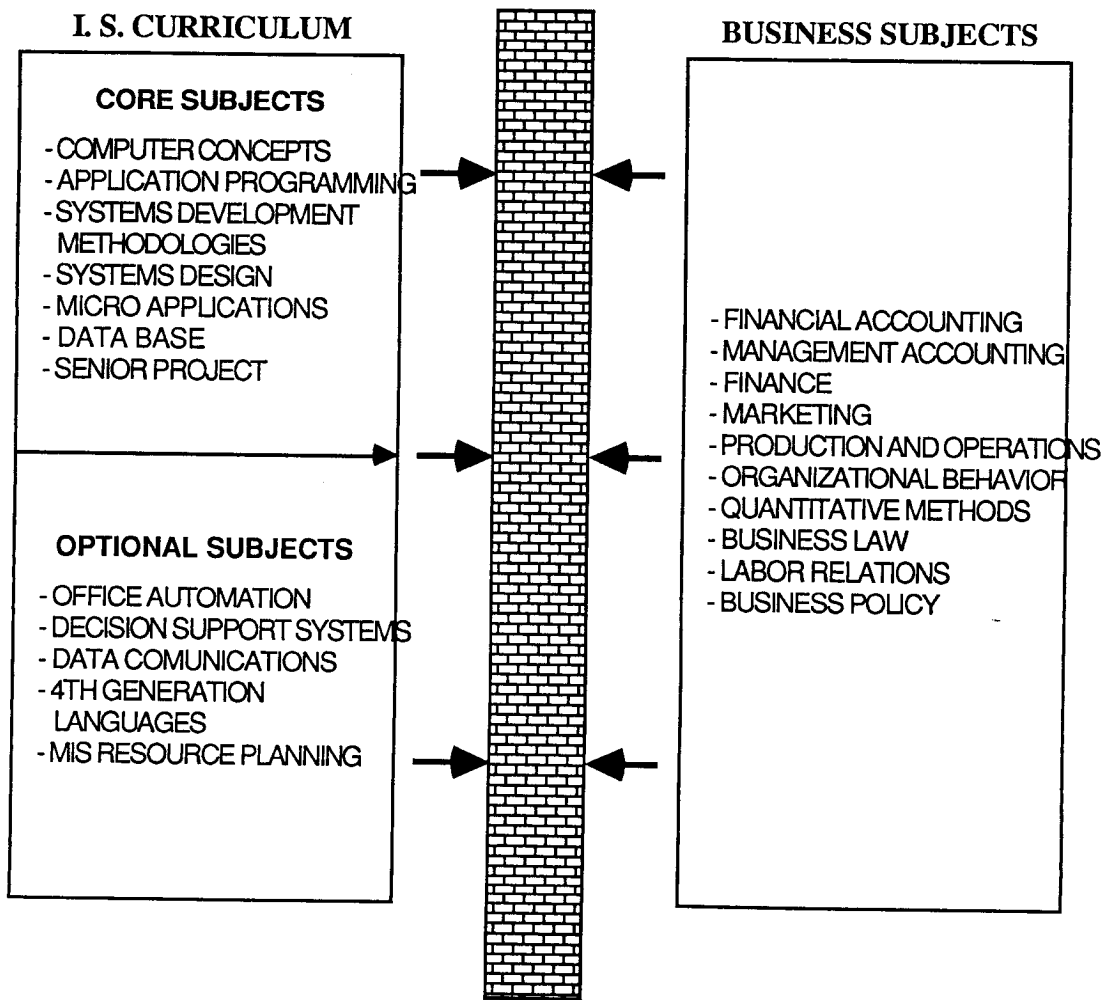 I. S. CURRICULUM
CORE SUBJECTS
- COMPUTER CONCEPTS
- APPLICATION PROGRAMMING
- SYSTEMS DEVELOPMENT
METHODOLOGIES
- SYSTEMS DESIGN
- MICRO APPLICATIONS
- DATA BASE
- SENIOR PROJECT
OPTIONAL SUBJECTS
- OFFICE AUTOMATION
- DECISION SUPPORT SYSTEMS
- DATA COMUNICATIONS
- 4TH GENERATION
LANGUAGES
- MIS RESOURCE PLANNING
BUSINESS SUBJECTS
- FINANCIAL ACCOUNTING
- MANAGEMENT ACCOUNTING
- FINANCE
- MARKETING
- PRODUCTION AND OPERATIONS
- ORGANIZATIONAL BEHAVIOR
- QUANTITATIVE METHODS
- BUSINESS LAW
- LABOR RELATIONS
- BUSINESS POLICY